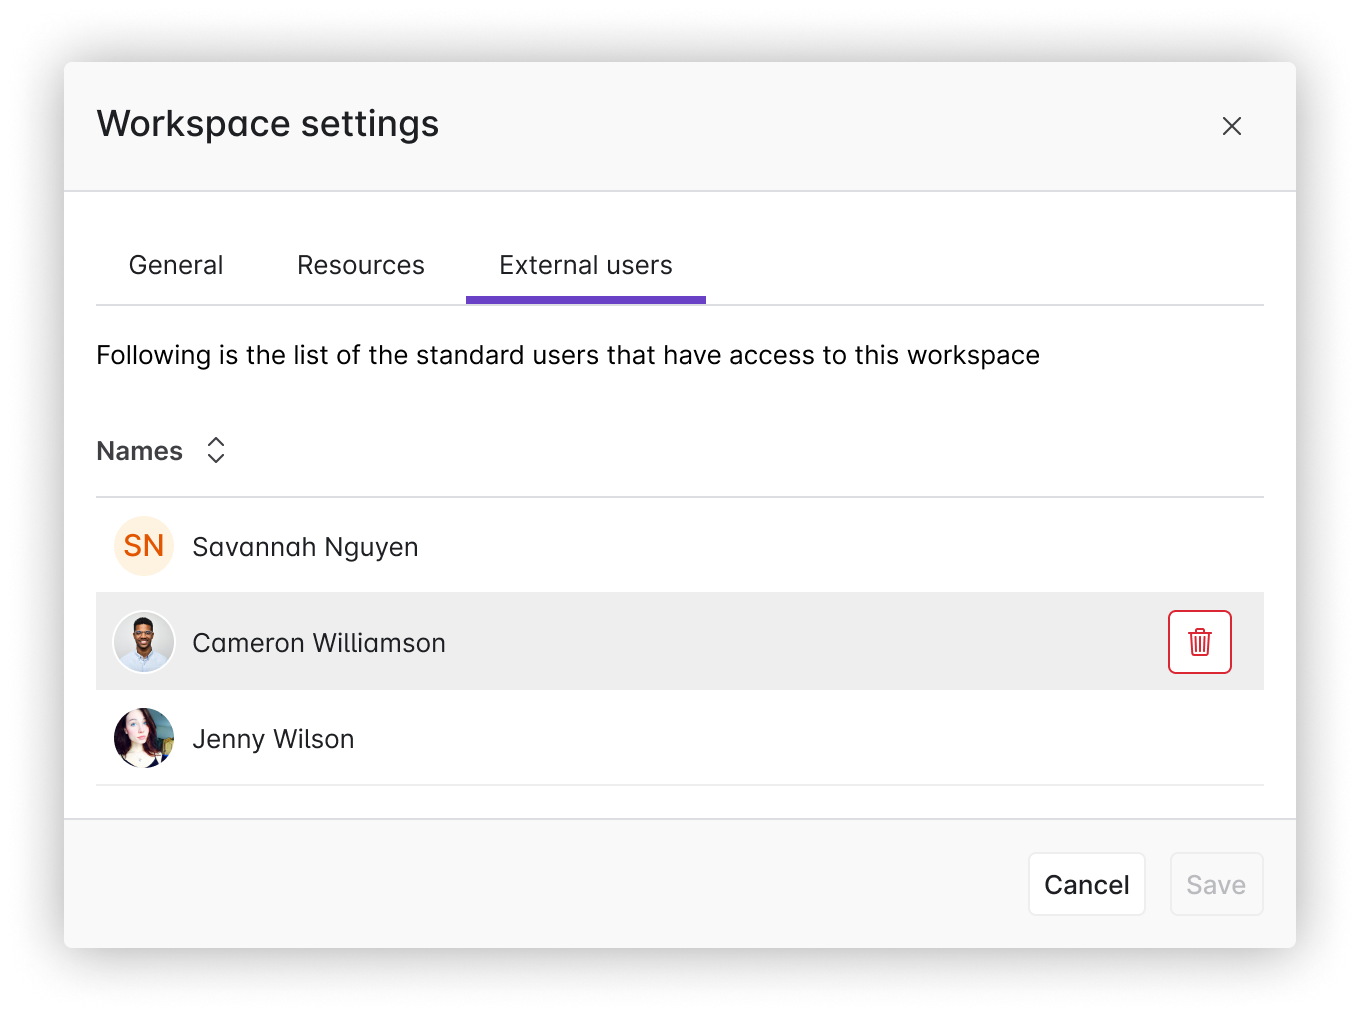 Workspace settings
General Resources External users
Following is the list of the standard users that have access to this workspace
Names
SN Savannah Nguyen
Cameron Williamson
Jenny Wilson
Cancel Save